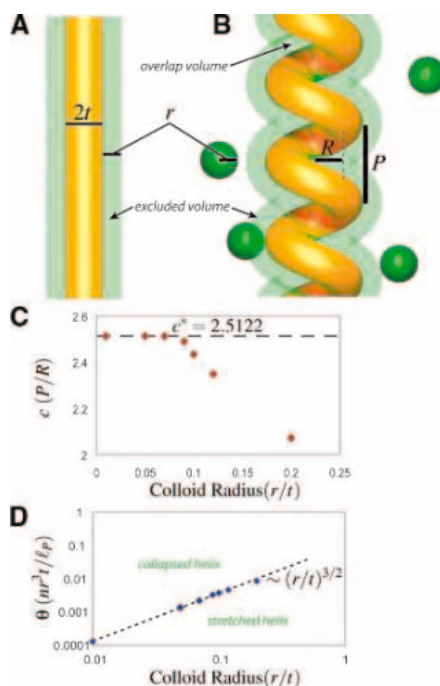 A
B
overlap volume
2t
r
R
P
excluded volume
C
2.6
c* = 2.5122
2.4
2.2
2
c (P/R)
0
0.05
0.1
0.15
0.2
0.25
Colloid Radius(r/t)
D
1
0.1
0.01
0.001
0.0001
θ (nr³t/ℓₚ)
collapsed helix
~ (r/t)^3/2
stretched helix
0.01
0.1
1
Colloid Radius(r/t)